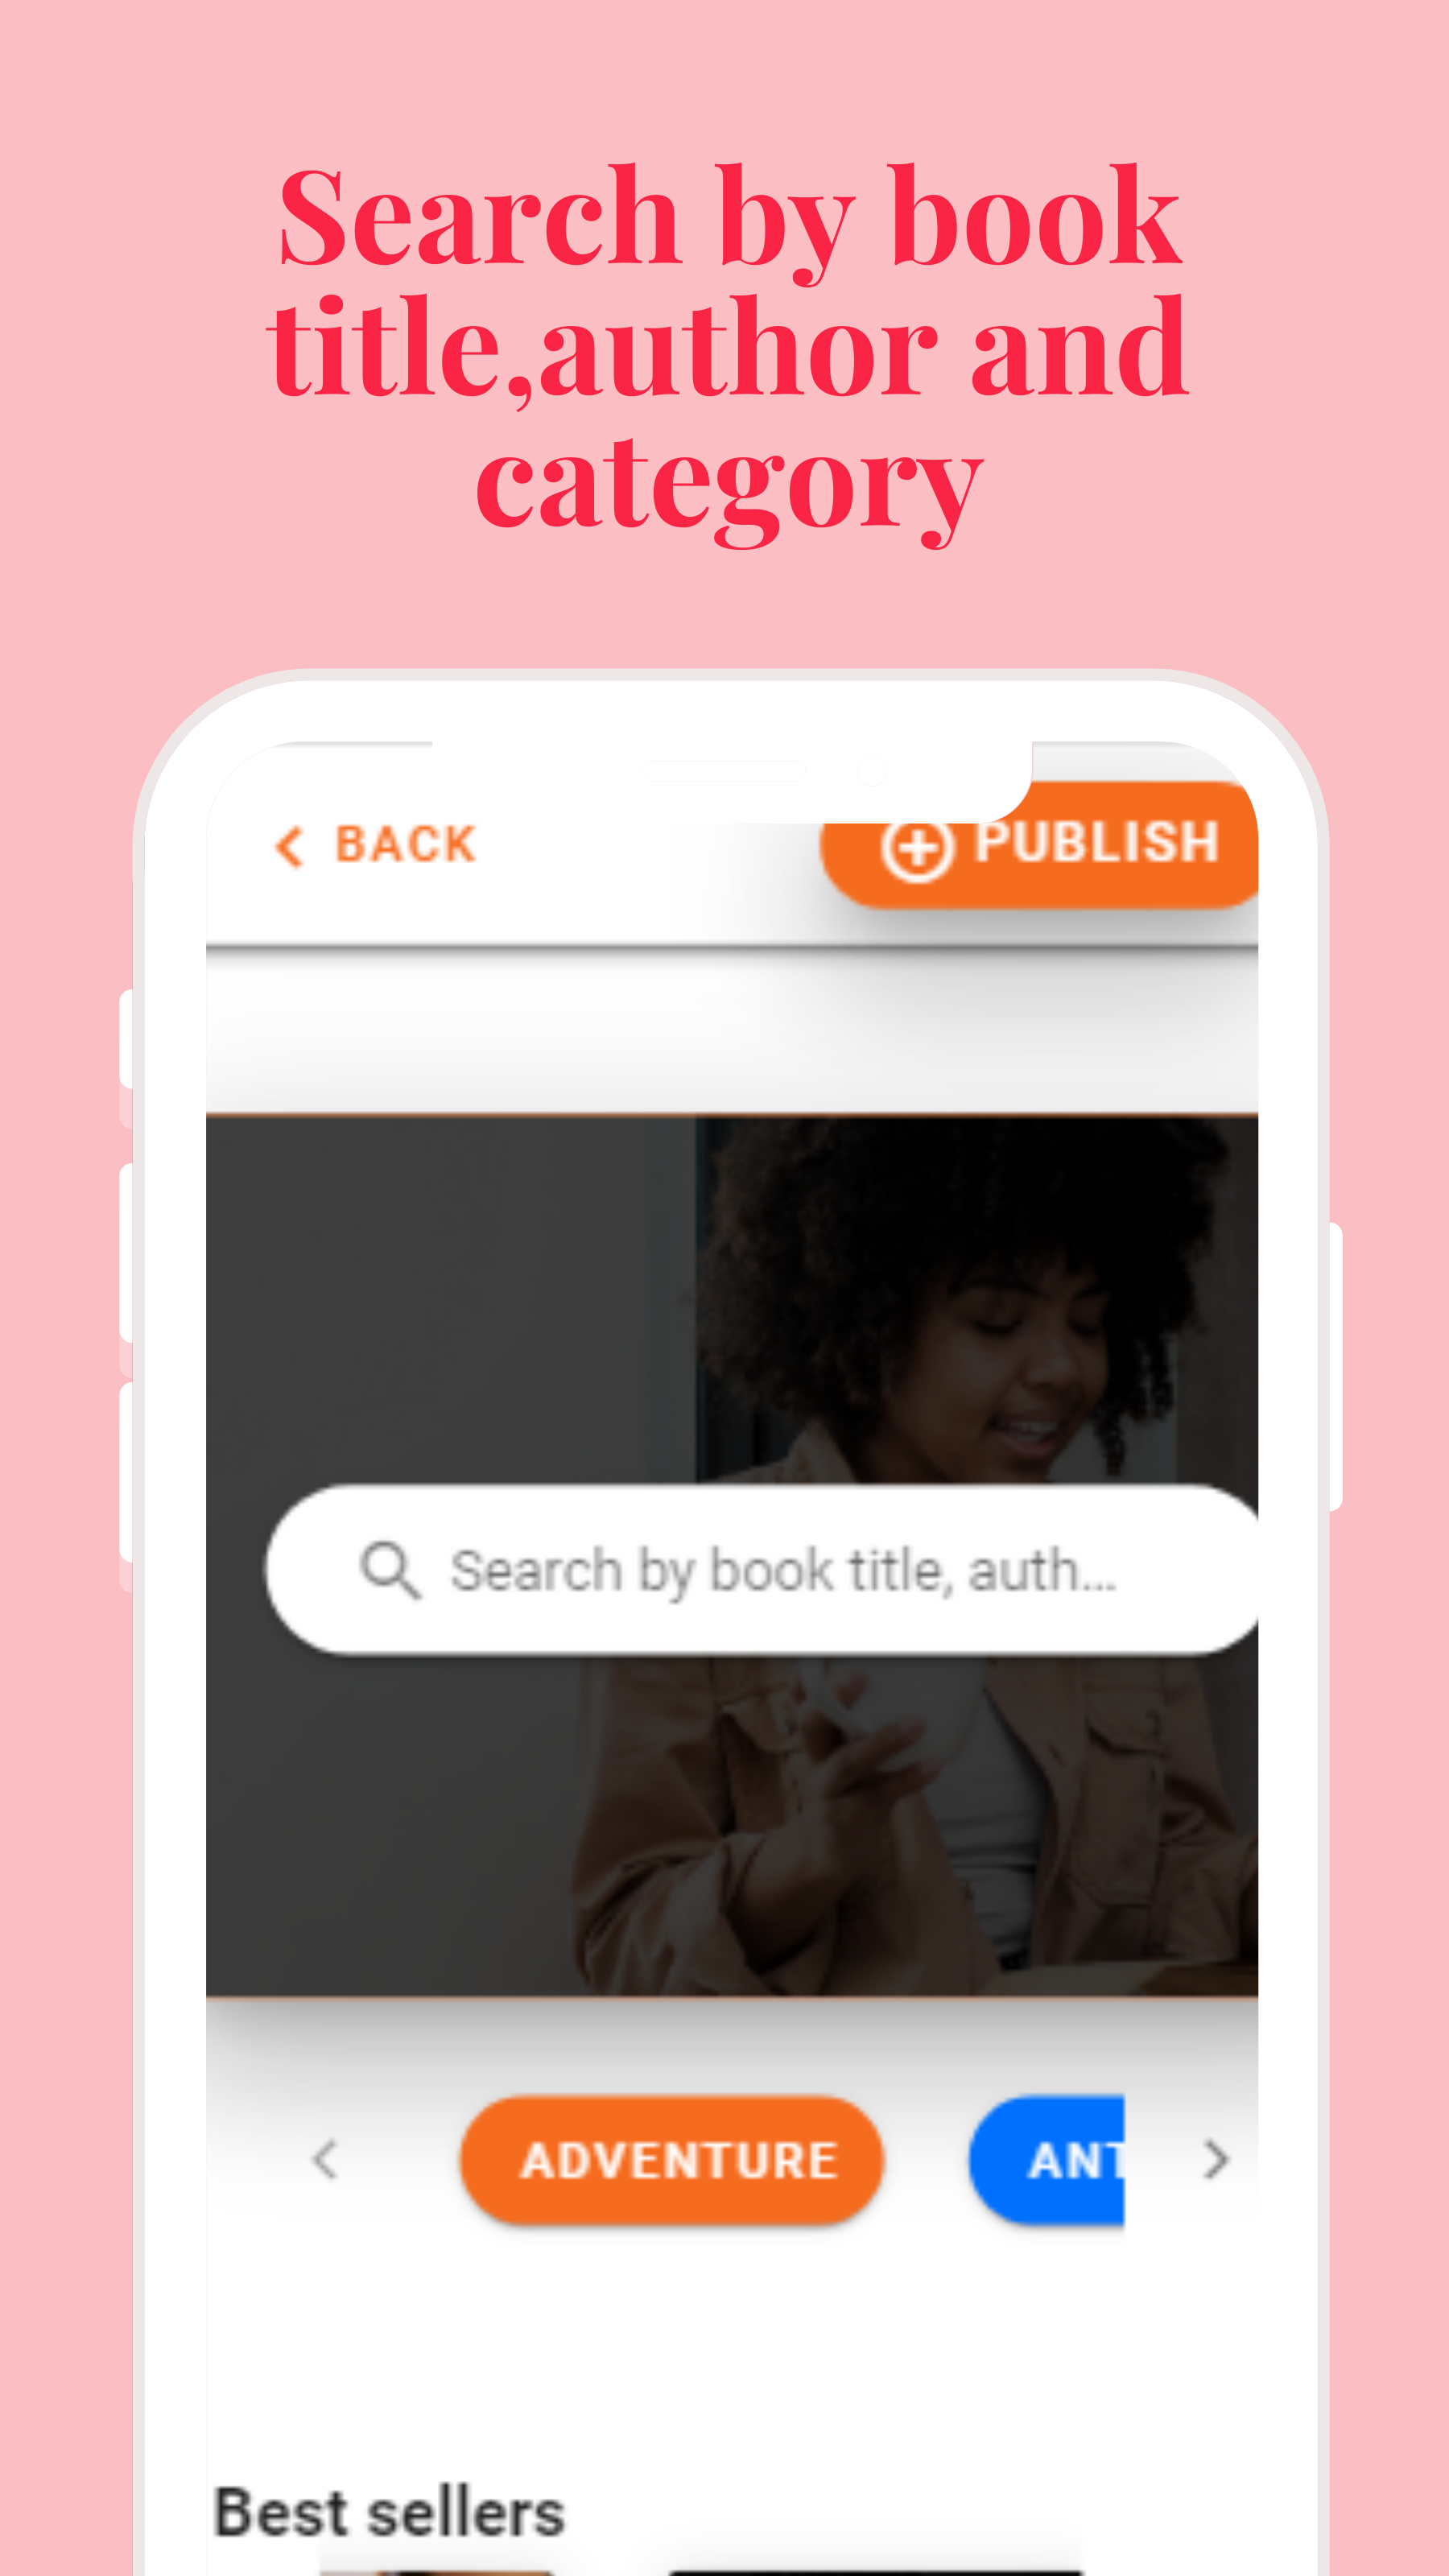 Search by book
title,author and
category
BACK
PUBLISH
Search by book title, auth...
ADVENTURE
ANT
Best sellers